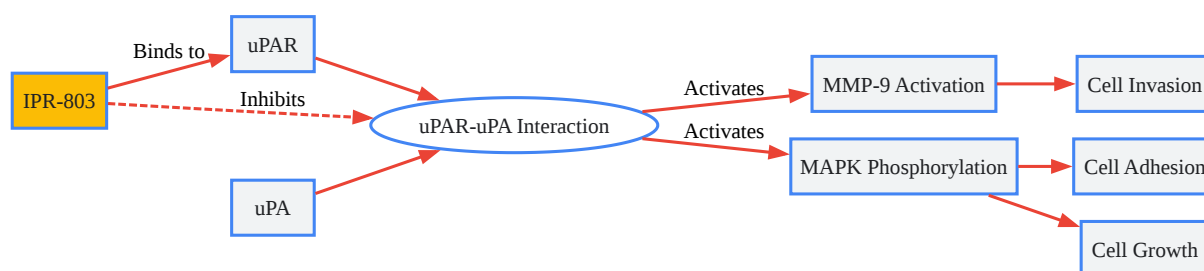 IPR-803
Binds to
uPAR
Inhibits
uPA
uPAR-uPA Interaction
Activates
MMP-9 Activation
Cell Invasion
Activates
MAPK Phosphorylation
Cell Adhesion
Cell Growth